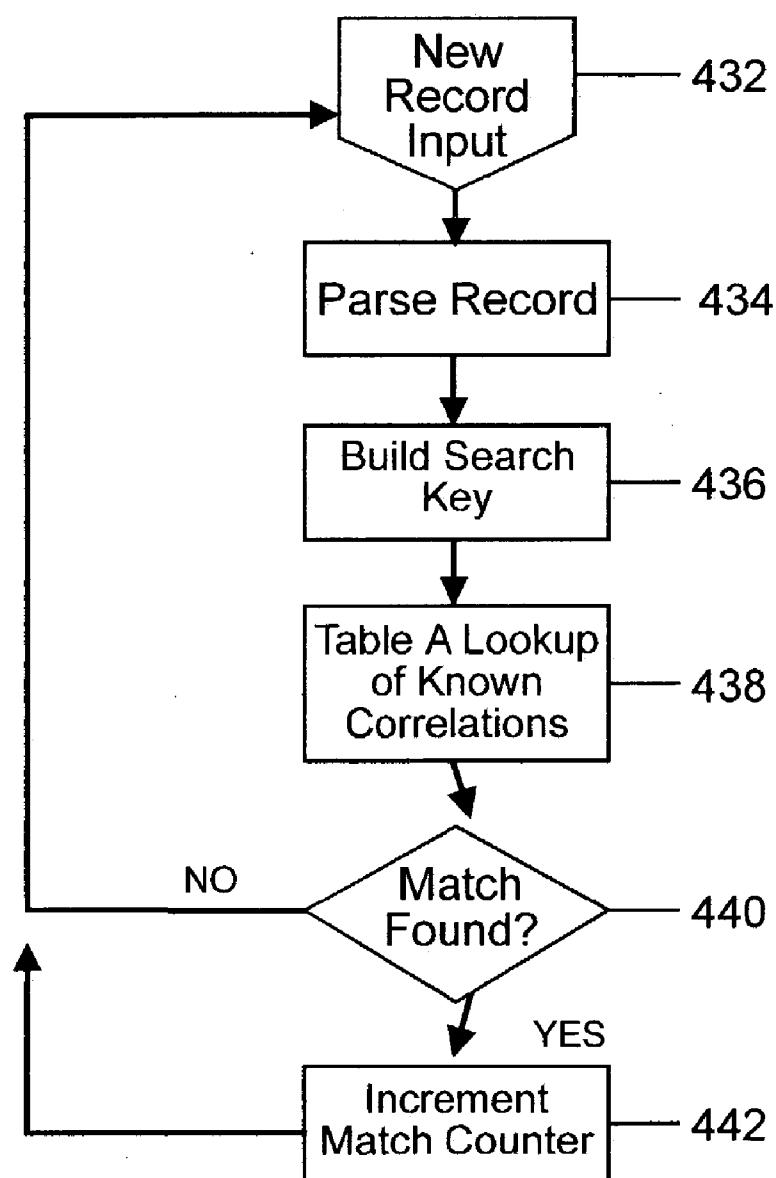 New
Record
Input
432
Parse Record
434
Build Search
Key
436
Table A Lookup
of Known
Correlations
438
NO
Match
Found?
440
YES
Increment
Match Counter
442